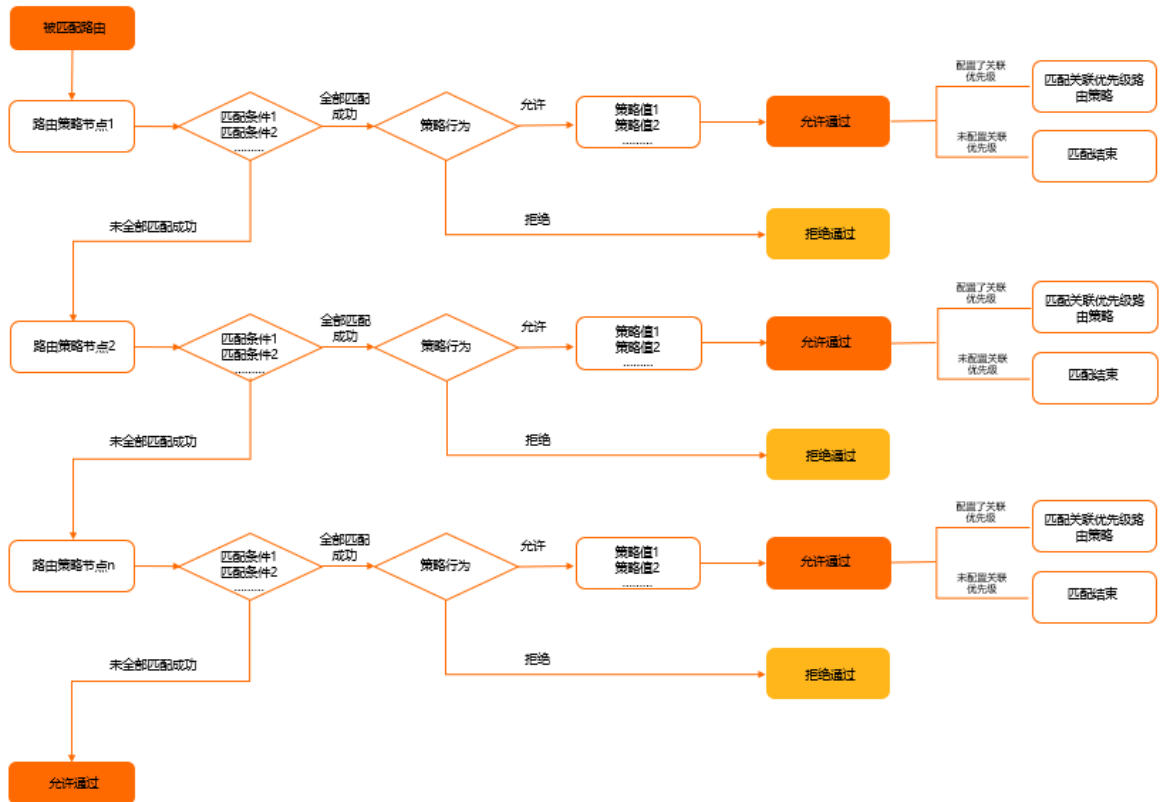 被匹配路由
路由策略节点1
匹配条件1
匹配条件2
..........
全部匹配
成功
策略行为
允许
策略值1
策略值2
..........
允许通过
配置了关联
优先级
匹配关联优先级路
由策略
未配置关联
优先级
匹配结束
拒绝
拒绝通过
未全部匹配成功
路由策略节点2
匹配条件1
匹配条件2
..........
全部匹配
成功
策略行为
允许
策略值1
策略值2
..........
允许通过
配置了关联
优先级
匹配关联优先级路
由策略
未配置关联
优先级
匹配结束
拒绝
拒绝通过
未全部匹配成功
路由策略节点n
匹配条件1
匹配条件2
..........
全部匹配
成功
策略行为
允许
策略值1
策略值2
..........
允许通过
配置了关联
优先级
匹配关联优先级路
由策略
未配置关联
优先级
匹配结束
拒绝
拒绝通过
未全部匹配成功
允许通过